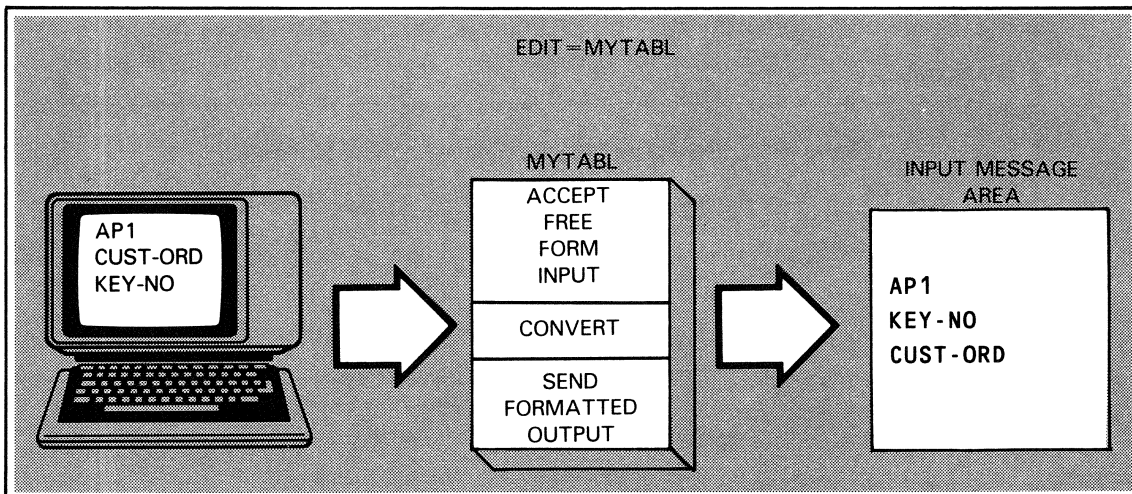 EDIT=MYTABL
AP1
CUST-ORD
KEY-NO
MYTABL
ACCEPT
FREE
FORM
INPUT
CONVERT
SEND
FORMATTED
OUTPUT
INPUT MESSAGE
AREA
AP1
KEY-NO
CUST-ORD